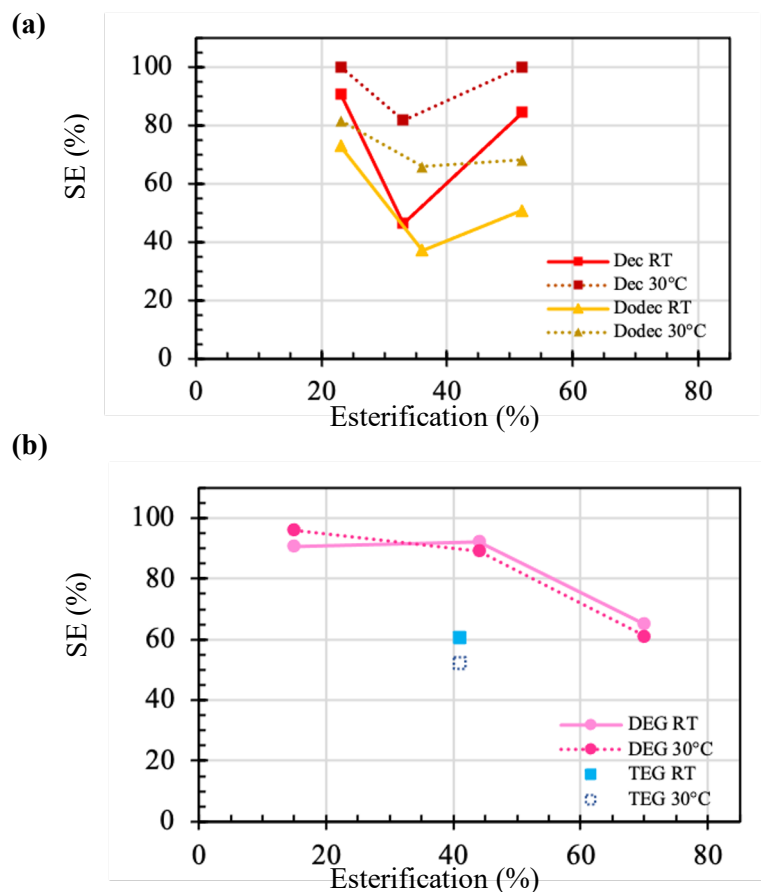 (a)
100
80
60
40
20
0
SE (%)
Dec RT
Dec 30°C
Dodec RT
Dodec 30°C
0 20 40 60 80
Esterification (%)
(b)
100
80
60
40
20
0
SE (%)
DEG RT
DEG 30°C
TEG RT
TEG 30°C
0 20 40 60 80
Esterification (%)